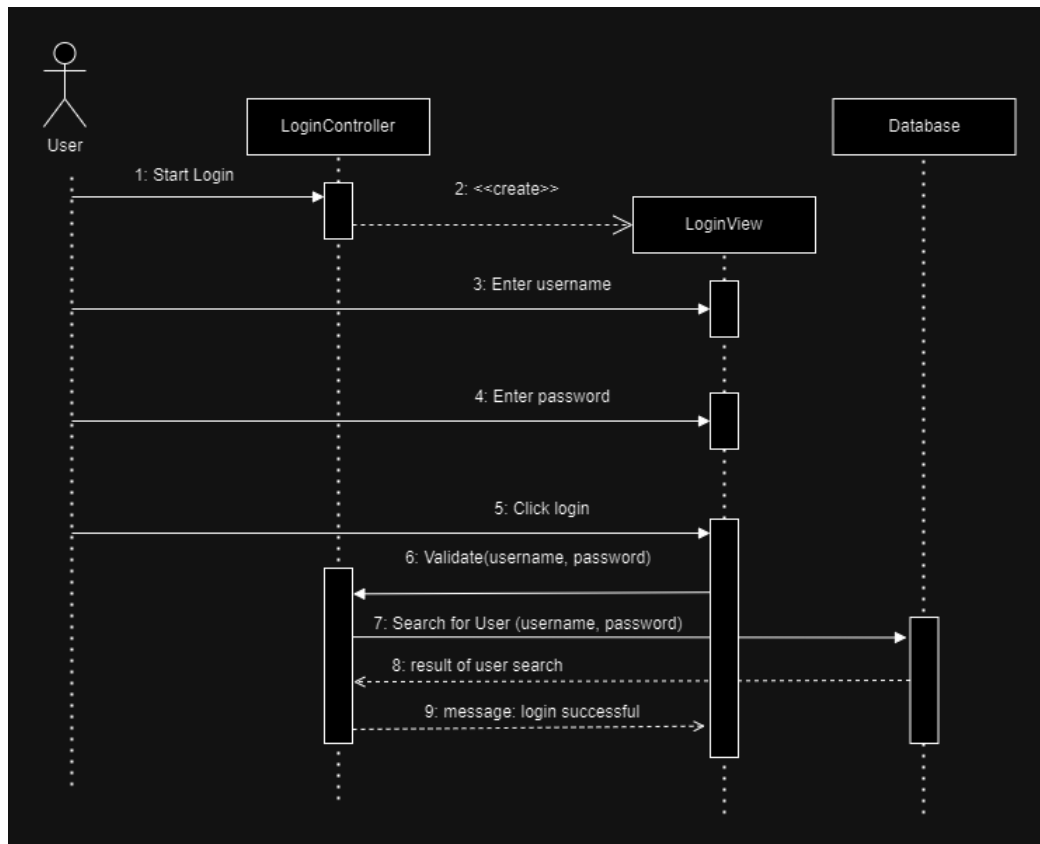 User
LoginController
Database
1: Start Login
2: <<create>>
LoginView
3: Enter username
4: Enter password
5: Click login
6: Validate(username, password)
7: Search for User (username, password)
8: result of user search
9: message: login successful